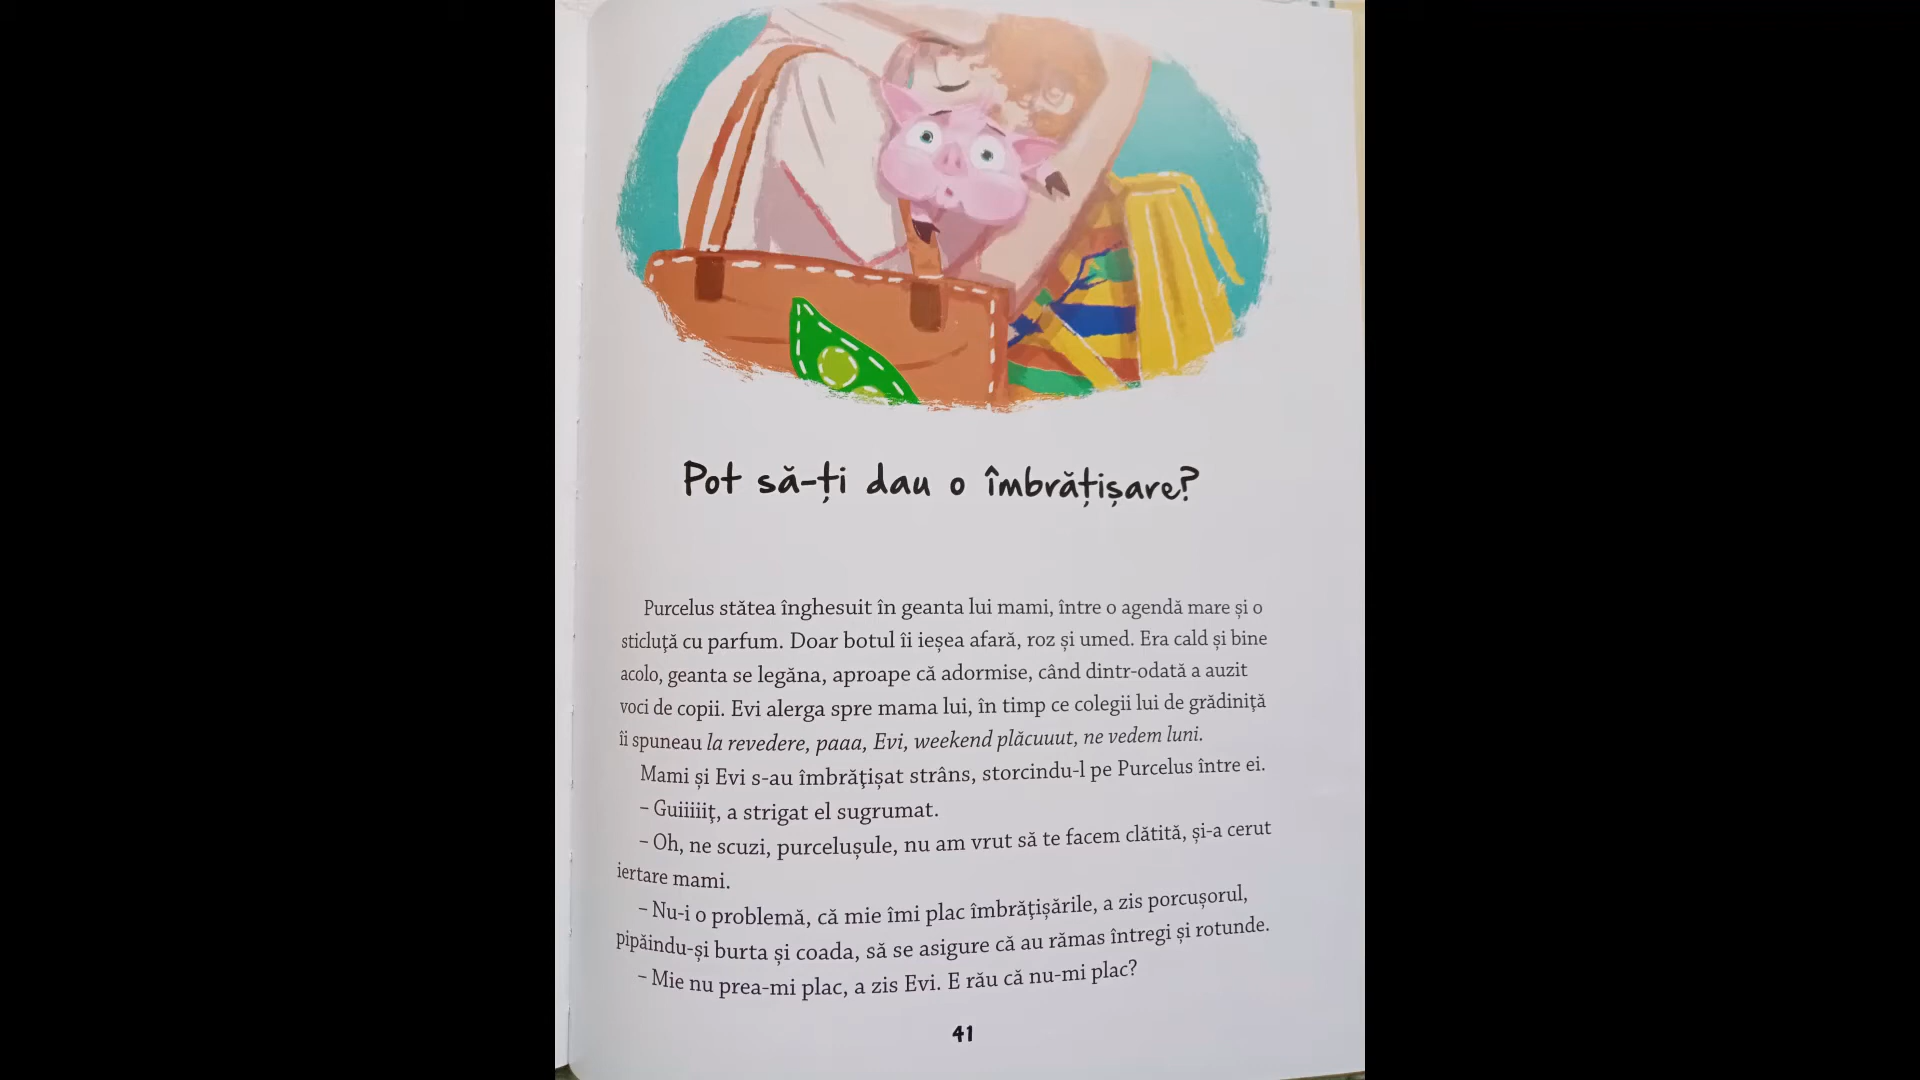 Pot să-ți dau o îmbrățișare?
Purcelus stătea înghesuit în geanta lui mami, între o agendă mare și o
sticluţă cu parfum. Doar botul îi ieșea afară, roz și umed. Era cald și bine
acolo, geanta se legăna, aproape că adormise, când dintr-odată a auzit
voci de copii. Evi alerga spre mama lui, în timp ce colegii lui de grădiniţă
îi spuneau la revedere, paaa, Evi, weekend plăcuuut, ne vedem luni.
Mami și Evi s-au îmbrăţișat strâns, storcindu-l pe Purcelus între ei.
– Guiiiiiţ, a strigat el sugrumat.
– Oh, ne scuzi, purcelușule, nu am vrut să te facem clătită, și-a cerut
iertare mami.
– Nu-i o problemă, că mie îmi plac îmbrăţișările, a zis porcușorul,
pipăindu-și burta și coada, să se asigure că au rămas întregi și rotunde.
– Mie nu prea-mi plac, a zis Evi. E rău că nu-mi plac?
41